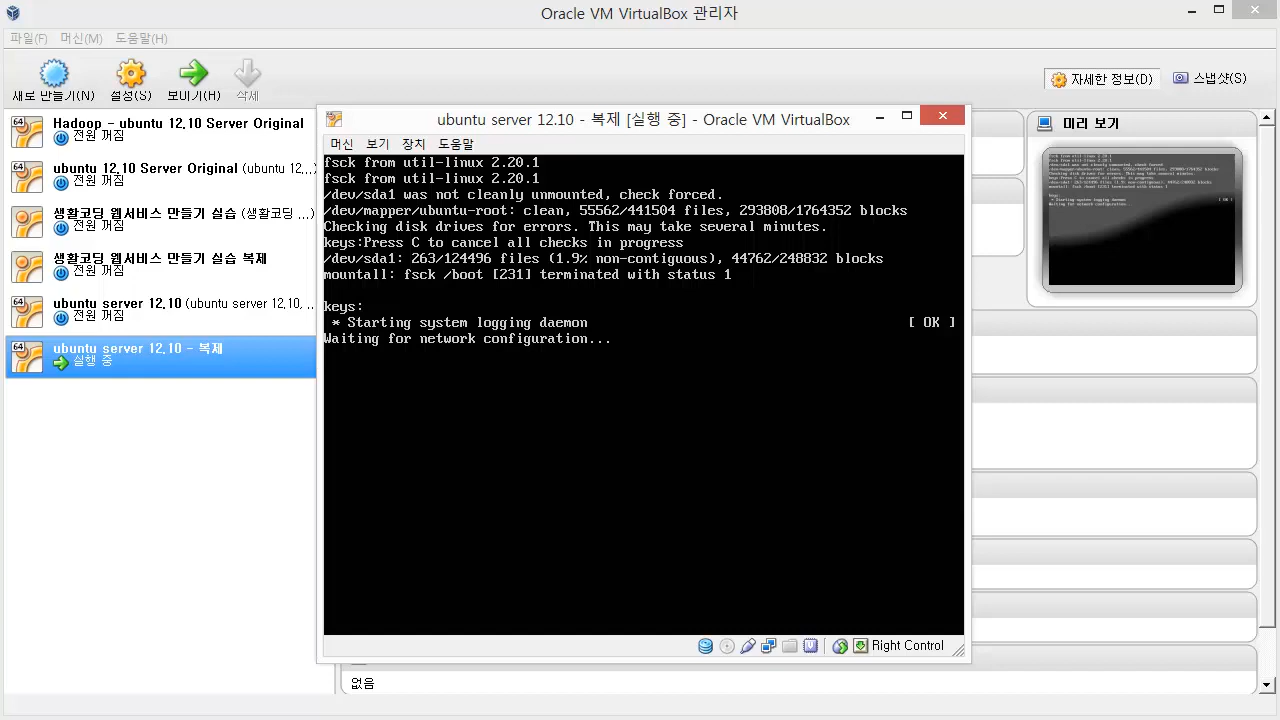 Oracle VM VirtualBox 관리자
파일(F) 머신(M) 도움말(H)
새로 만들기(N) 설정(S) 보이기(H) 삭제
자세한 정보(D) 스냅샷(S)
64 Hadoop - ubuntu 12.10 Server Original
전원 꺼짐
64 ubuntu 12.10 Server Original (ubuntu 12,...
전원 꺼짐
생활코딩 웹서비스 만들기 실습 (생활코딩 ...)
전원 꺼짐
생활코딩 웹서비스 만들기 실습 복제
전원 꺼짐
64 ubuntu server 12.10 (ubuntu server 12.10, ...
전원 꺼짐
64 ubuntu server 12.10 - 복제
실행 중
ubuntu server 12.10 - 복제 [실행 중] - Oracle VM VirtualBox
머신 보기 장치 도움말
fsck from util-linux 2.20.1
fsck from util-linux 2.20.1
/dev/sda1 was not cleanly unmounted, check forced.
/dev/mapper/ubuntu-root: clean, 55562/441504 files, 293808/1764352 blocks
Checking disk drives for errors. This may take several minutes.
keys:Press C to cancel all checks in progress
/dev/sda1: 263/124496 files (1.9% non-contiguous), 44762/248832 blocks
mountall: fsck /boot [231] terminated with status 1
keys:
* Starting system logging daemon [ OK ]
Waiting for network configuration...
Right Control
미리 보기
없음